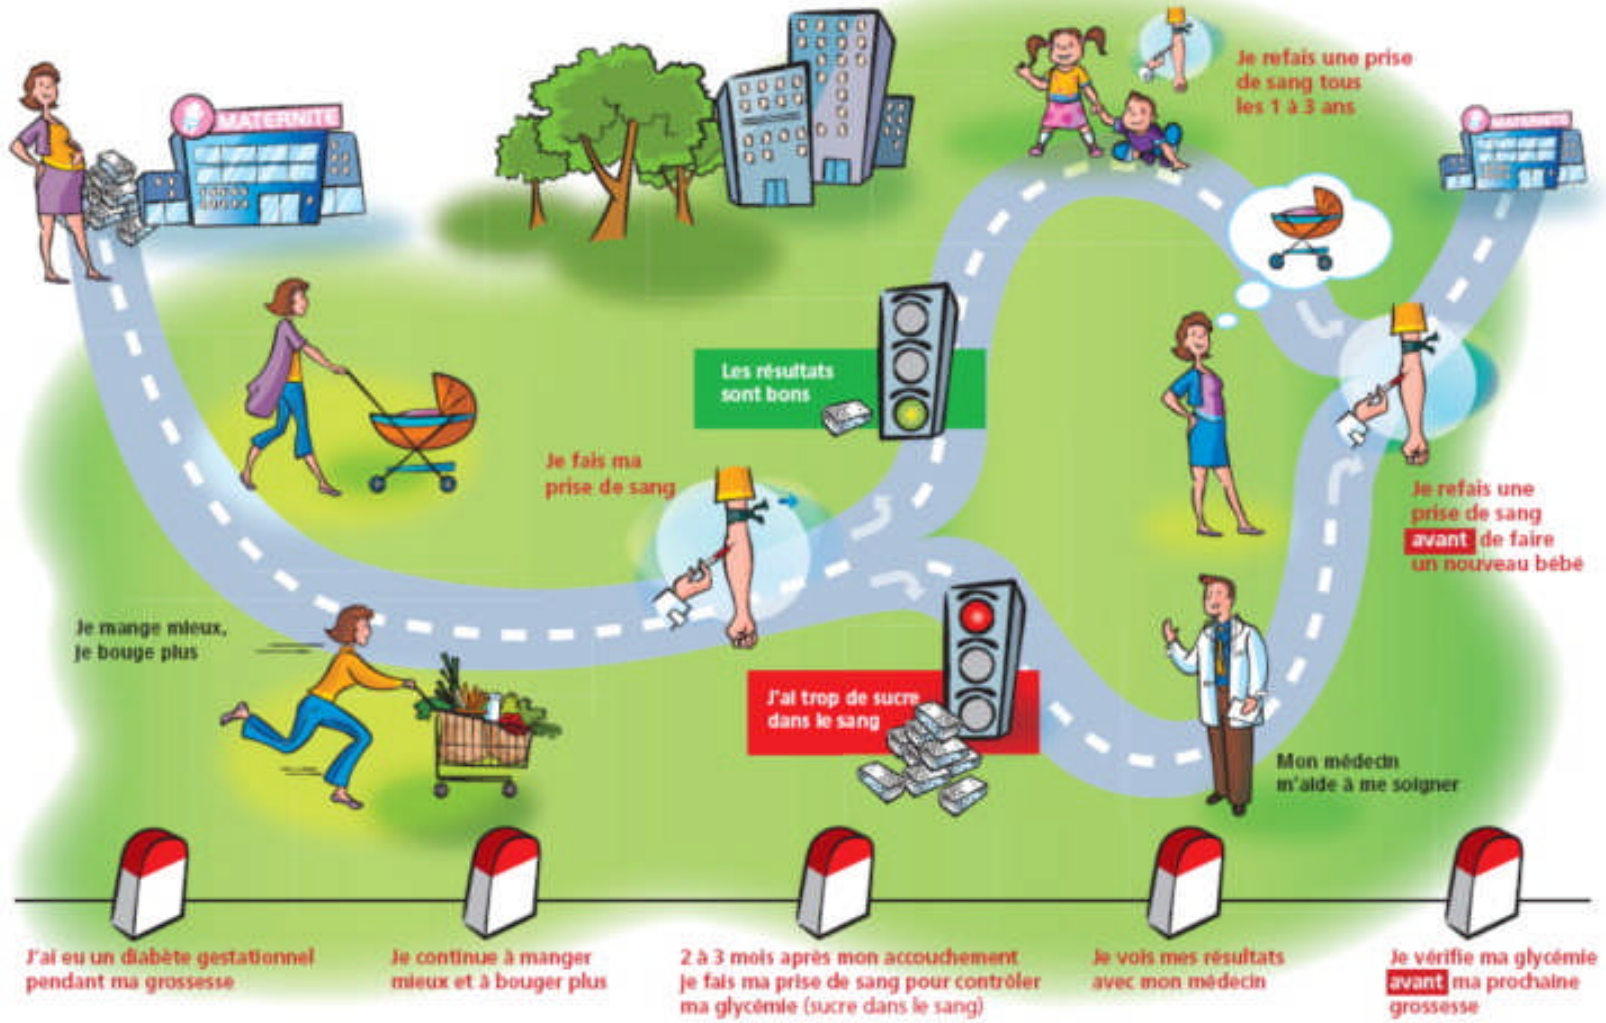 MATERNITE
Je refais une prise
de sang tous
les 1 à 3 ans
MATERNITE
Les résultats
sont bons
Je fais ma
prise de sang
Je refais une
prise de sang
avant de faire
un nouveau bébé
Je mange mieux,
je bouge plus
J'ai trop de sucre
dans le sang
Mon médecin
m'aide à me soigner
J'ai eu un diabète gestationnel
pendant ma grossesse
Je continue à manger
mieux et à bouger plus
2 à 3 mois après mon accouchement
je fais ma prise de sang pour contrôler
ma glycémie (sucre dans le sang)
Je vois mes résultats
avec mon médecin
Je vérifie ma glycémie
avant ma prochaine
grossesse